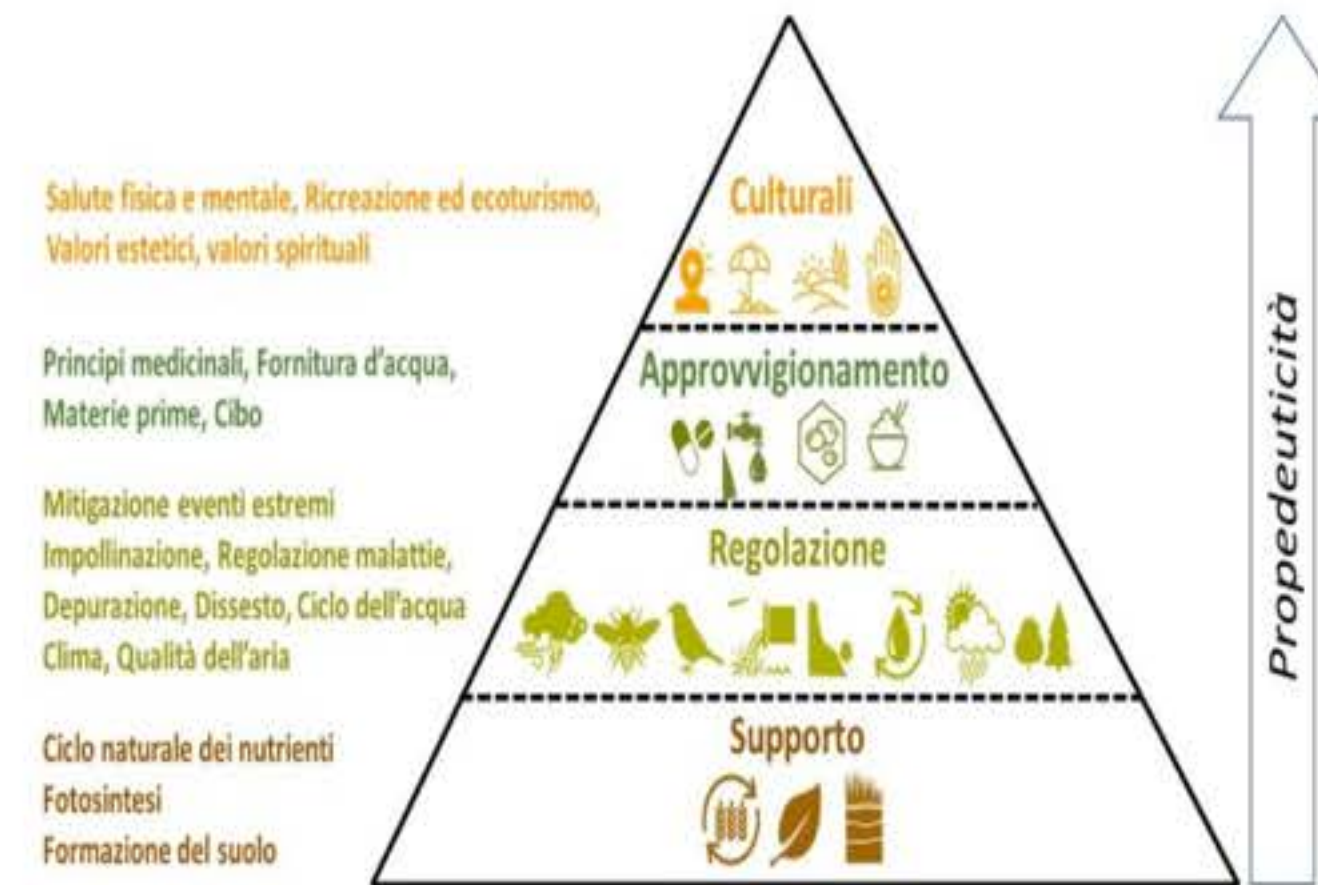 Salute fisica e mentale, Ricreazione ed ecoturismo,
Valori estetici, valori spirituali
Culturali
Principi medicinali, Fornitura d'acqua,
Materie prime, Cibo
Approvvigionamento
Mitigazione eventi estremi
Impollinazione, Regolazione malattie,
Depurazione, Dissesto, Ciclo dell'acqua
Clima, Qualità dell'aria
Regolazione
Ciclo naturale dei nutrienti
Fotosintesi
Formazione del suolo
Supporto
Propedeuticità